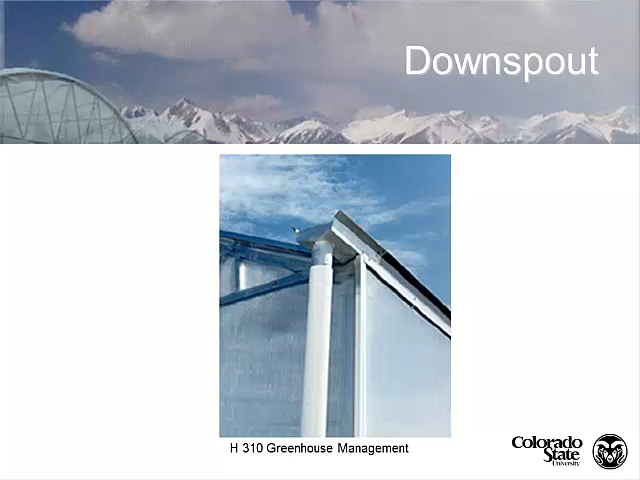 Downspout
H 310 Greenhouse Management
Colorado
State
University